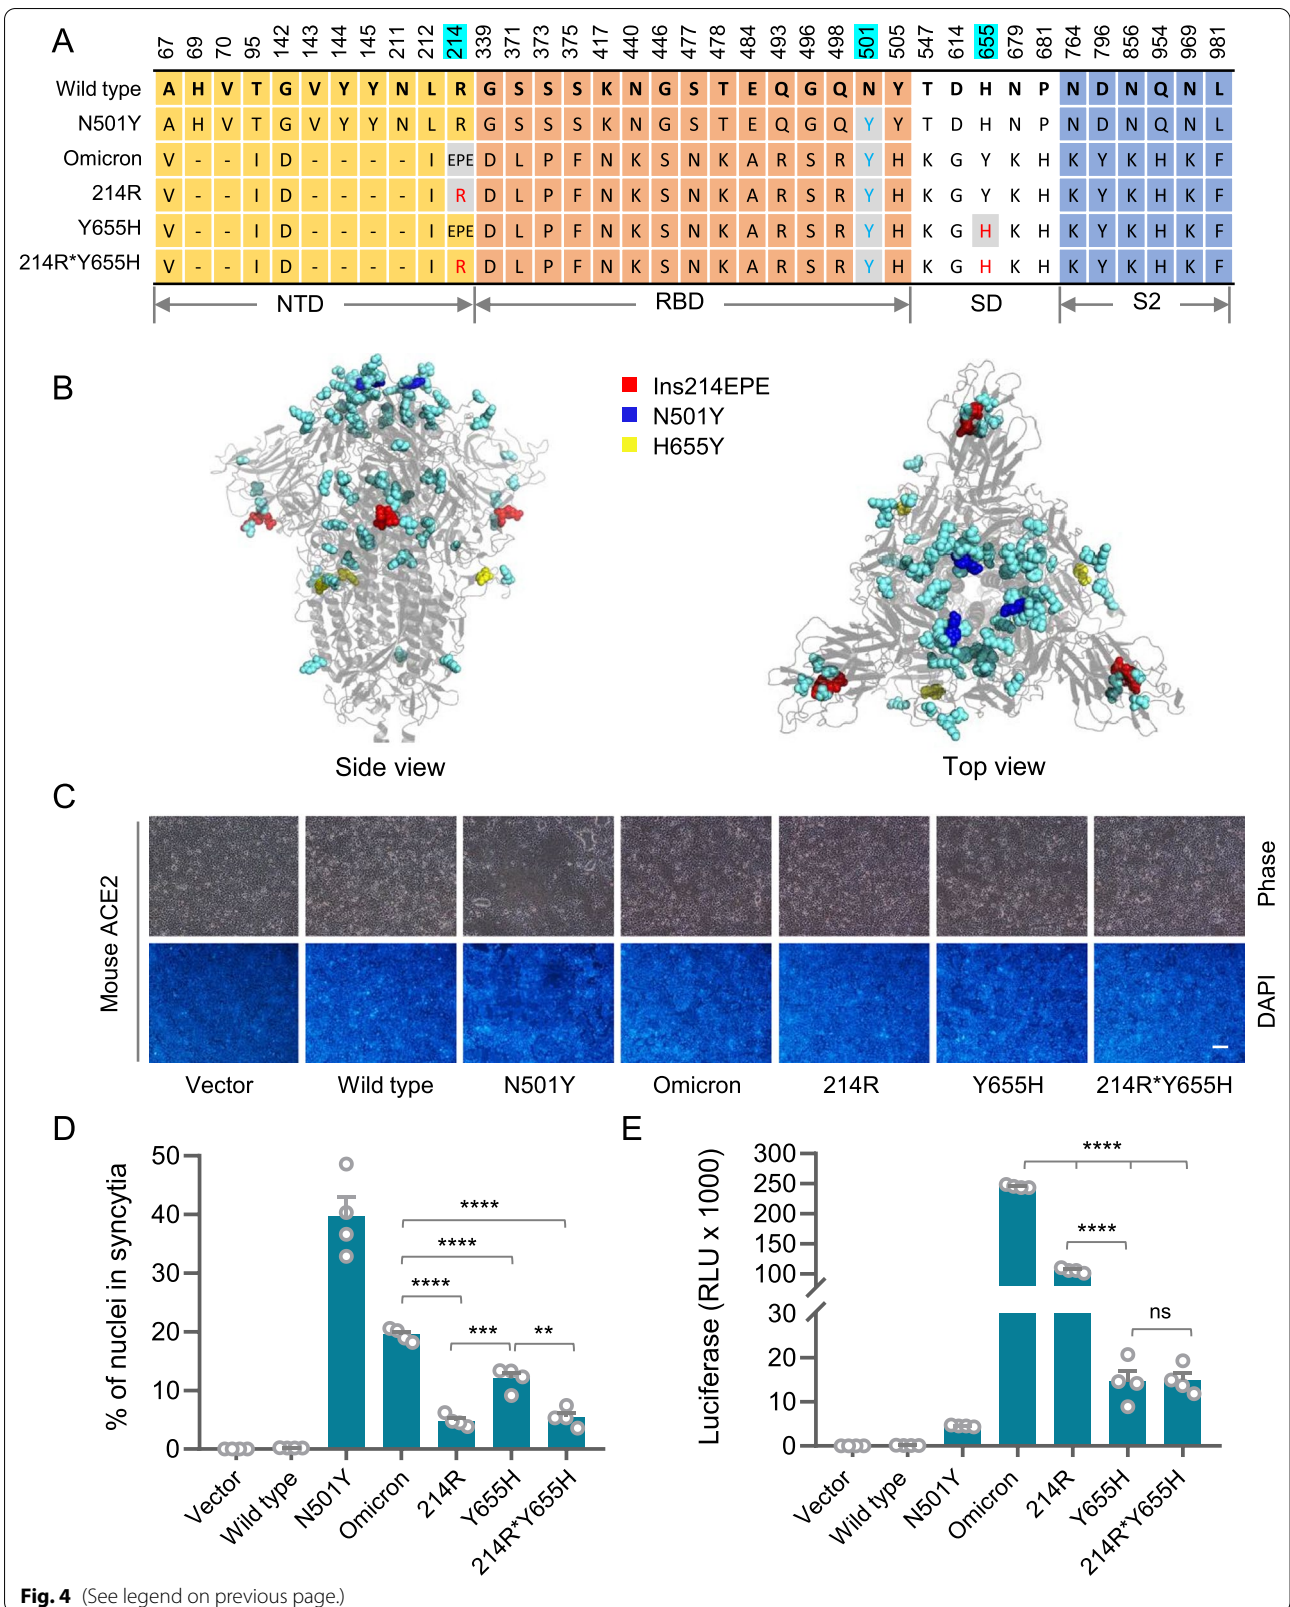 A
67 69 70 95 142 143 144 145 211 212 214 339 371 373 375 417 440 446 477 478 484 493 496 498 501 505 547 614 655 679 681 764 796 856 954 969 981
Wild type A H V T G V Y Y N L R G S S S K N G S T E Q G Q N Y T D H N P N D N Q N L
N501Y A H V T G V Y Y N L R G S S S K N G S T E Q G Q Y Y T D H N P N D N Q N L
Omicron V - - I D - - - - I EPE D L P F N K S N K A R S R Y H K G Y K H K Y K H K F
214R V - - I D - - - - I R D L P F N K S N K A R S R Y H K G Y K H K Y K H K F
Y655H V - - I D - - - - I EPE D L P F N K S N K A R S R Y H K G H K H K Y K H K F
214R*Y655H V - - I D - - - - I R D L P F N K S N K A R S R Y H K G H K H K Y K H K F
NTD RBD SD S2
B
Ins214EPE
N501Y
H655Y
Side view Top view
C
Mouse ACE2
Phase
DAPI
Vector Wild type N501Y Omicron 214R Y655H 214R*Y655H
D
% of nuclei in syncytia
50
40
30
20
10
0
****
****
****
*** **
Vector Wild type N501Y Omicron 214R Y655H 214R*Y655H
E
Luciferase (RLU x 1000)
300
250
200
150
100
30
20
10
0
****
****
ns
Vector Wild type N501Y Omicron 214R Y655H 214R*Y655H
Fig. 4 (See legend on previous page.)